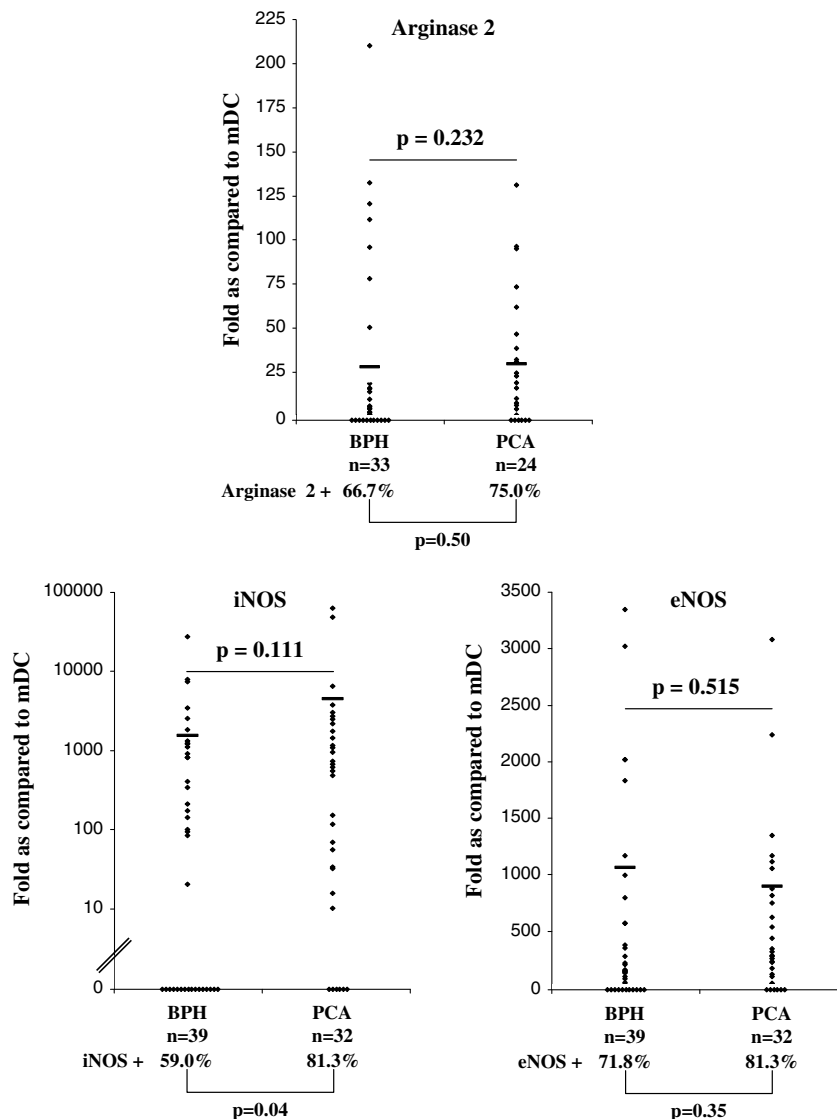 Arginase 2
225
200
175
150
125
100
75
50
25
0
Fold as compared to mDC
p = 0.232
BPH PCA
n=33 n=24
Arginase 2 + 66.7% 75.0%
p=0.50
iNOS
100000
10000
1000
100
10
0
Fold as compared to mDC
p = 0.111
BPH PCA
n=39 n=32
iNOS + 59.0% 81.3%
p=0.04
eNOS
3500
3000
2500
2000
1500
1000
500
0
Fold as compared to mDC
p = 0.515
BPH PCA
n=39 n=32
eNOS + 71.8% 81.3%
p=0.35